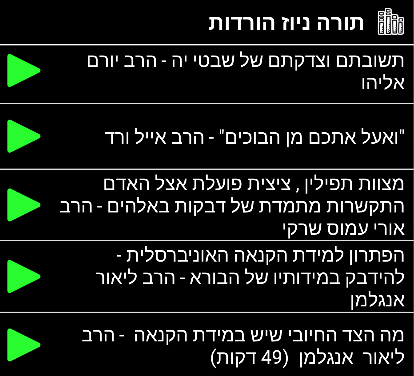 תורה ניוז הורדות
תשובתם וצדקתם של שבטי יה - הרב יורם
אליהו
"ואעל אתכם מן הבוכים" - הרב אייל ורד
מצוות תפילין , ציצית פועלת אצל האדם
התקשרות מתמדת של דבקות באלהים - הרב
אורי עמוס שרקי
הפתרון למידת הקנאה האוניברסלית -
להידבק במידותיו של הבורא - הרב ליאור
אנגלמן
מה הצד החיובי שיש במידת הקנאה - הרב
ליאור אנגלמן (49 דקות)